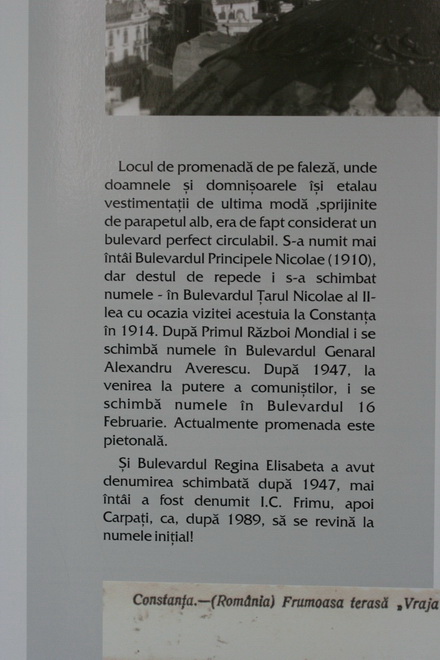 Locul de promenadă de pe faleză, unde
doamnele și domnișoarele își etalau
vestimentații de ultima modă ,sprijinite
de parapetul alb, era de fapt considerat un
bulevard perfect circulabil. S-a numit mai
întâi Bulevardul Principele Nicolae (1910),
dar destul de repede i s-a schimbat
numele - în Bulevardul Țarul Nicolae al II-
lea cu ocazia vizitei acestuia la Constanța
în 1914. După Primul Război Mondial i se
schimbă numele în Bulevardul Genaral
Alexandru Averescu. După 1947, la
venirea la putere a comuniștilor, i se
schimbă numele în Bulevardul 16
Februarie. Actualmente promenada este
pietonală.
Și Bulevardul Regina Elisabeta a avut
denumirea schimbată după 1947, mai
întâi a fost denumit I.C. Frimu, apoi
Carpați, ca, după 1989, să se revină la
numele inițial!
Constanța.—(România) Frumoasa terasă „Vraja